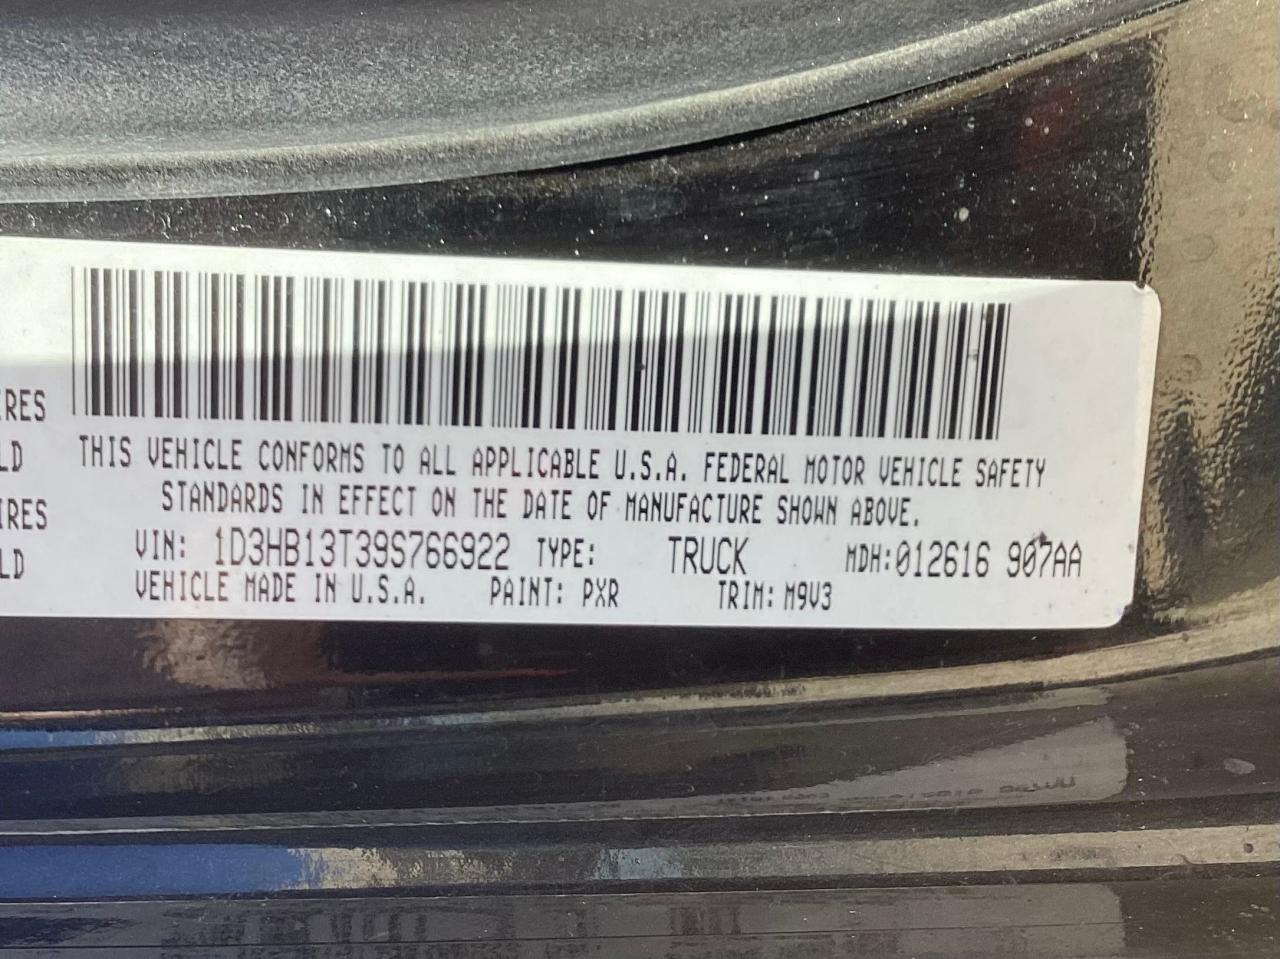 IRES
LD
IRES
LD
THIS VEHICLE CONFORMS TO ALL APPLICABLE U.S.A. FEDERAL MOTOR VEHICLE SAFETY
STANDARDS IN EFFECT ON THE DATE OF MANUFACTURE SHOWN ABOVE.
VIN: 1D3HB13T39S766922 TYPE: TRUCK MDH:012616 907AA
VEHICLE MADE IN U.S.A. PAINT: PXR TRIM: M9V3